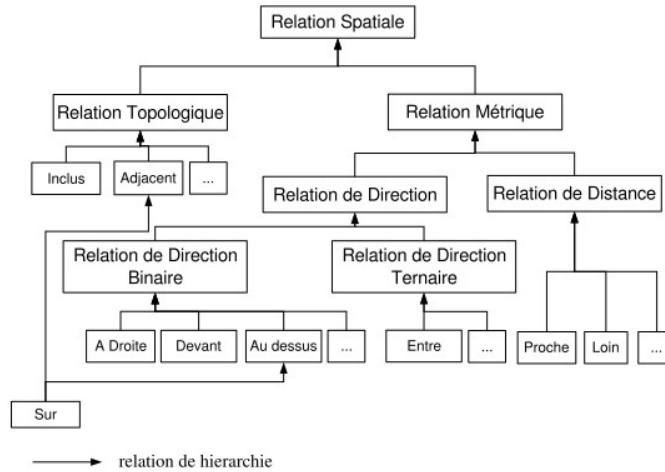 Relation Spatiale
Relation Topologique
Relation Métrique
Inclus
Adjacent
...
Relation de Direction
Relation de Distance
Relation de Direction
Binaire
Relation de Direction
Ternaire
A Droite
Devant
Au dessus
...
Entre
...
Proche
Loin
...
Sur
relation de hierarchie